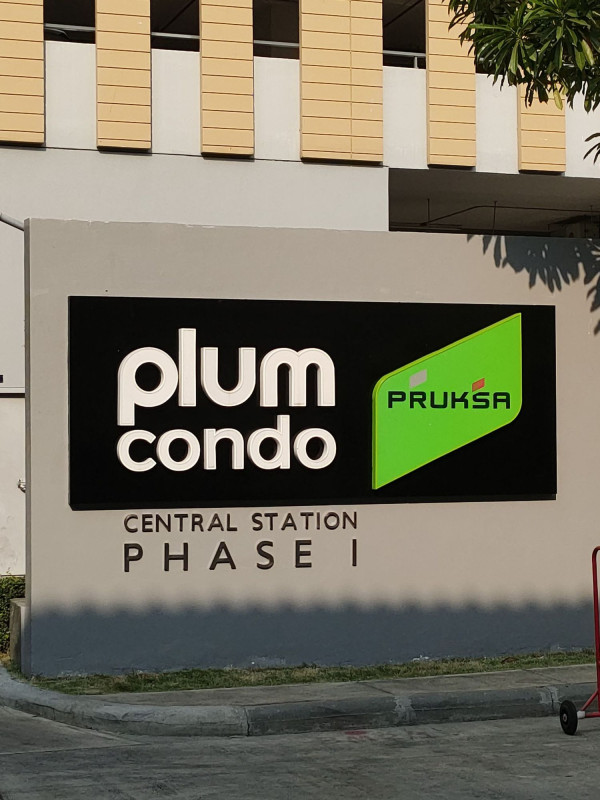 plum
condo
PRUKSA
CENTRAL STATION
PHASE I